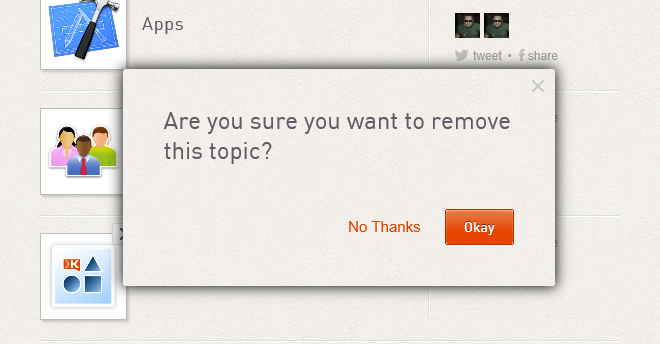 Apps
tweet • share
Are you sure you want to remove
this topic?
No Thanks
Okay
K